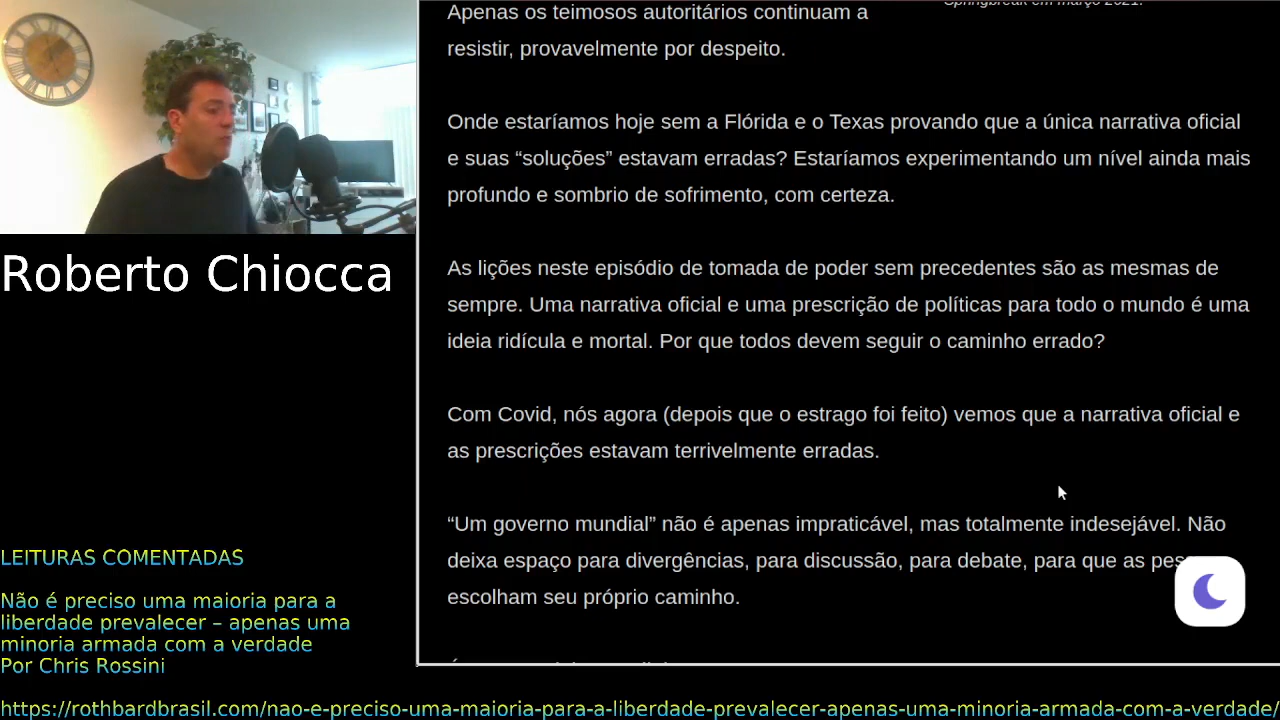 Springbreak em março 2021.
Apenas os teimosos autoritários continuam a
resistir, provavelmente por despeito.
Onde estaríamos hoje sem a Flórida e o Texas provando que a única narrativa oficial
e suas “soluções” estavam erradas? Estaríamos experimentando um nível ainda mais
profundo e sombrio de sofrimento, com certeza.
As lições neste episódio de tomada de poder sem precedentes são as mesmas de
sempre. Uma narrativa oficial e uma prescrição de políticas para todo o mundo é uma
ideia ridícula e mortal. Por que todos devem seguir o caminho errado?
Com Covid, nós agora (depois que o estrago foi feito) vemos que a narrativa oficial e
as prescrições estavam terrivelmente erradas.
“Um governo mundial” não é apenas impraticável, mas totalmente indesejável. Não
deixa espaço para divergências, para discussão, para debate, para que as
escolham seu próprio caminho.
Roberto Chiocca
LEITURAS COMENTADAS
Não é preciso uma maioria para a
liberdade prevalecer – apenas uma
minoria armada com a verdade
Por Chris Rossini
https://rothbardbrasil.com/nao-e-preciso-uma-maioria-para-a-liberdade-prevalecer-apenas-uma-minoria-armada-com-a-verdade/